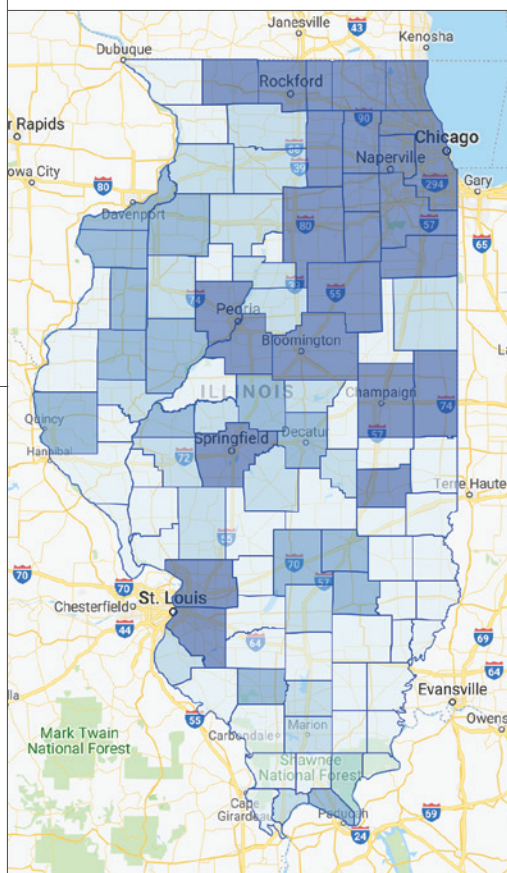 Janesville
43
Kenosha
Dubuque
Rockford
90
Chicago
r Rapids
Naperville
88
39
owa City
80
294
Gary
Davenport
80
57
65
74
39
55
Peoria
Bloomington
ILLINOIS
Champaign
74
Quincy
57
Hannibal
Springfield
Decatur
72
Terre Haute
55
70
70
57
70
St. Louis
Chesterfield
44
64
69
64
lla
Evansville
55
Owens
Mark Twain
National Forest
Carbondale
Marion
Shawnee
National Forest
Cape
Girardeau
Paducah
69
24